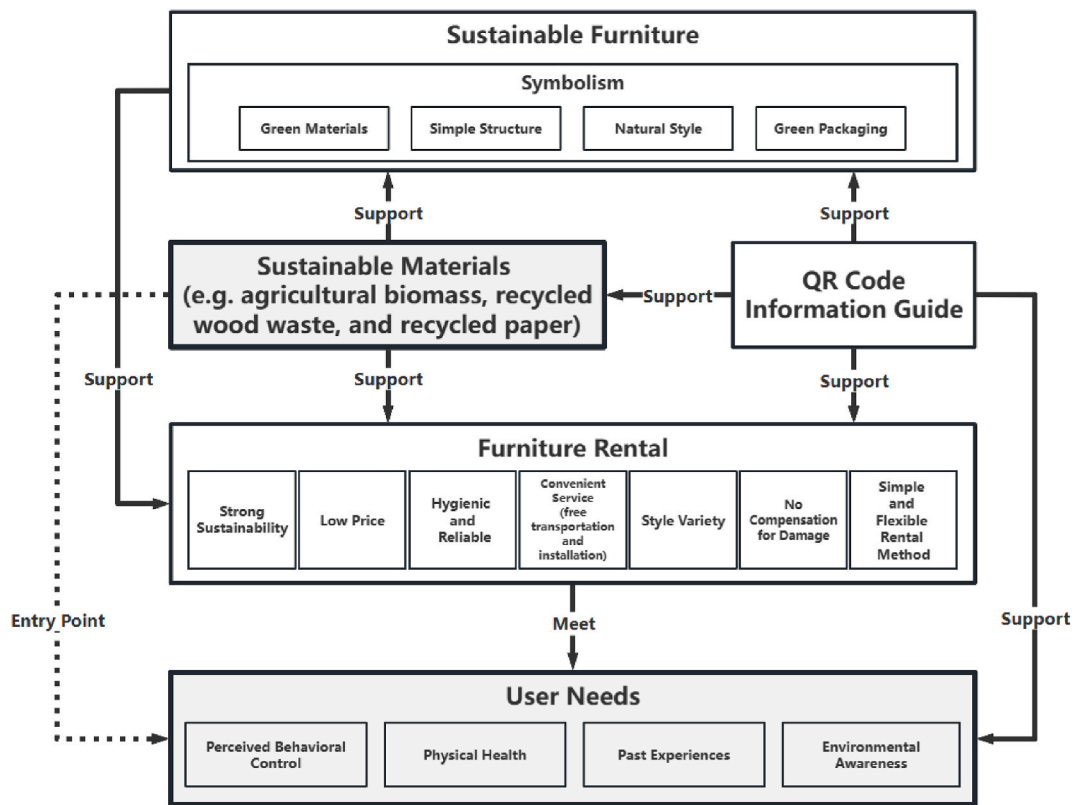 Sustainable Furniture
Symbolism
Green Materials
Simple Structure
Natural Style
Green Packaging
Support
Support
Sustainable Materials
(e.g. agricultural biomass, recycled
wood waste, and recycled paper)
Support
QR Code
Information Guide
Support
Support
Support
Furniture Rental
Strong
Sustainability
Low Price
Hygienic
and
Reliable
Convenient
Service
(free
transportation
and
installation)
Style Variety
No
Compensation
for Damage
Simple
and
Flexible
Rental
Method
Entry Point
Meet
Support
User Needs
Perceived Behavioral
Control
Physical Health
Past Experiences
Environmental
Awareness